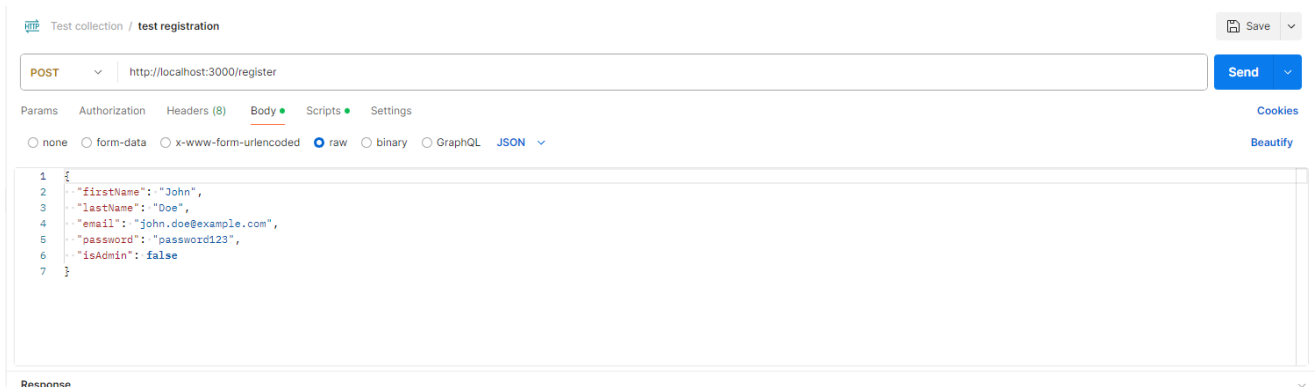 HTTP Test collection / test registration Save
POST http://localhost:3000/register Send
Params Authorization Headers (8) Body Scripts Settings Cookies
none form-data x-www-form-urlencoded raw binary GraphQL JSON Beautify
1 {
2 "firstName": "John",
3 "lastName": "Doe",
4 "email": "john.doe@example.com",
5 "password": "password123",
6 "isAdmin": false
7 }
Response